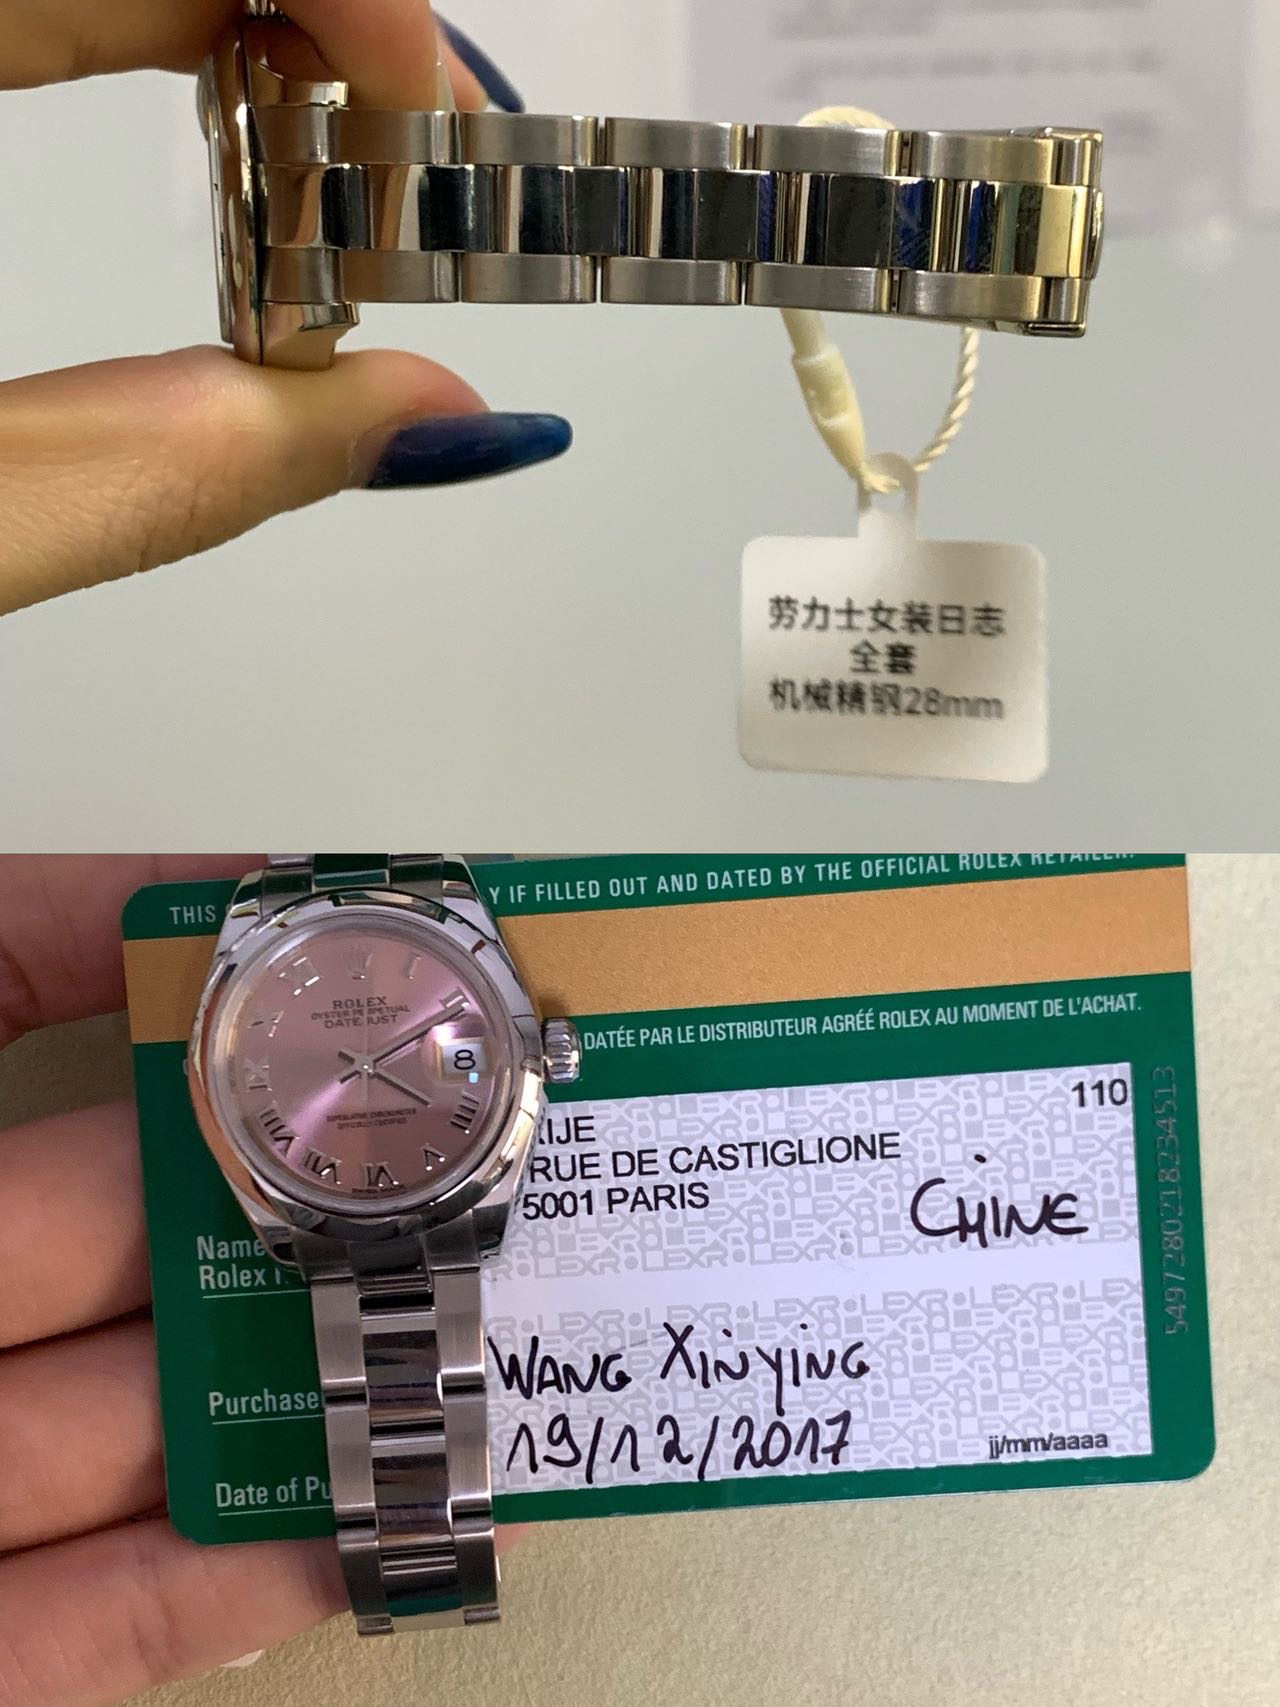 劳力士女装日志
全套
机械精钢28mm
THIS
Y IF FILLED OUT AND DATED BY THE OFFICIAL ROLEX RETAILER.
DATÉE PAR LE DISTRIBUTEUR AGRÉÉ ROLEX AU MOMENT DE L'ACHAT.
ROLEX
OYSTER PERPETUAL
DATEJUST
8
SUPERLATIVE CHRONOMETER
OFFICIALLY CERTIFIED
110
IJE
RUE DE CASTIGLIONE
5001 PARIS
CHINE
Name
Rolex
WANG XINYING
Purchase
19/12/2017
jj/mm/aaaa
Date of Pu
5497280218234513